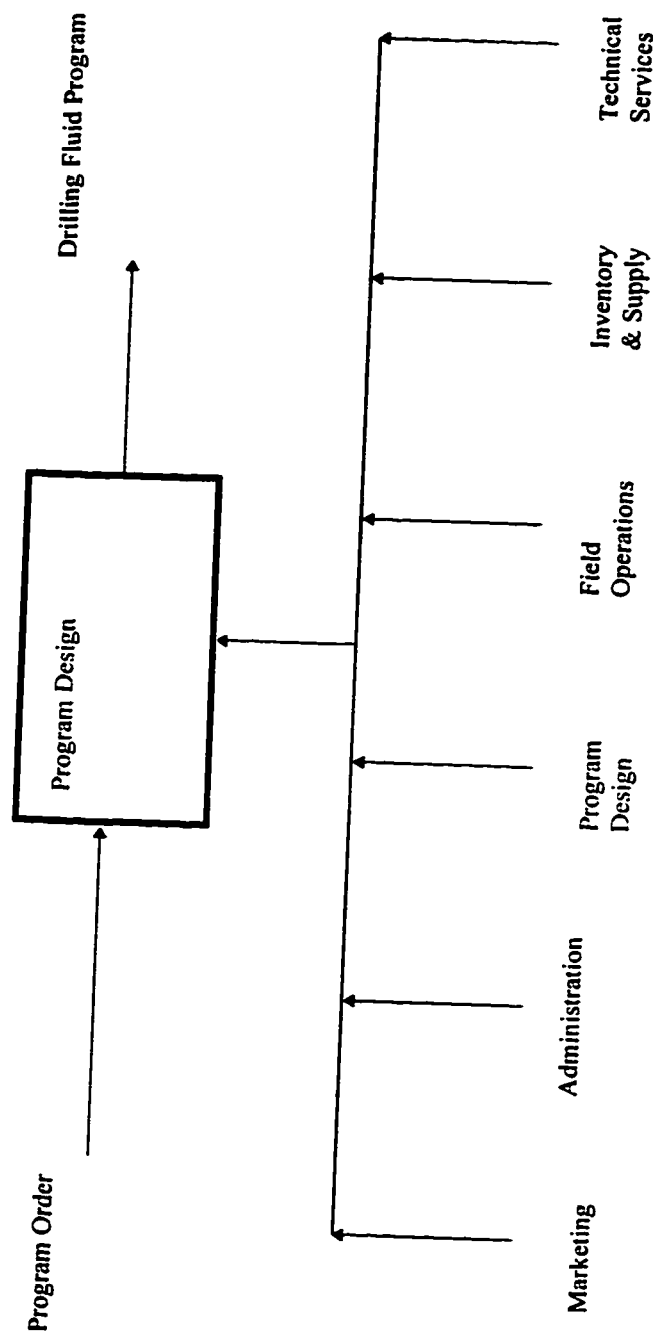 Program Order
Program Design
Drilling Fluid Program
Marketing
Administration
Program
Design
Field
Operations
Inventory
& Supply
Technical
Services